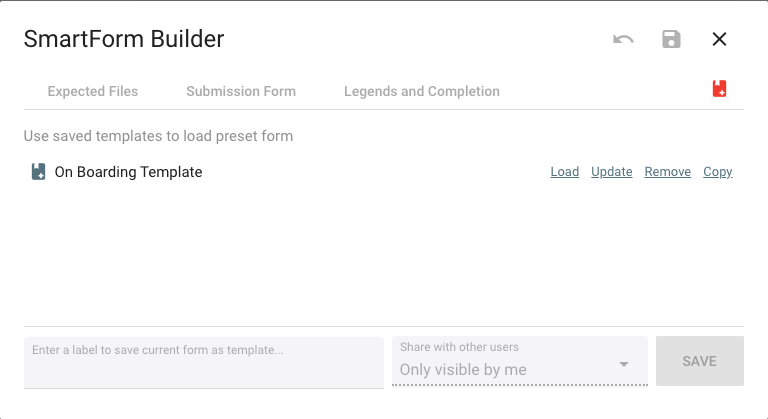 SmartForm Builder
Expected Files
Submission Form
Legends and Completion
Use saved templates to load preset form
On Boarding Template
Load
Update
Remove
Copy
Enter a label to save current form as template...
Share with other users
Only visible by me
SAVE